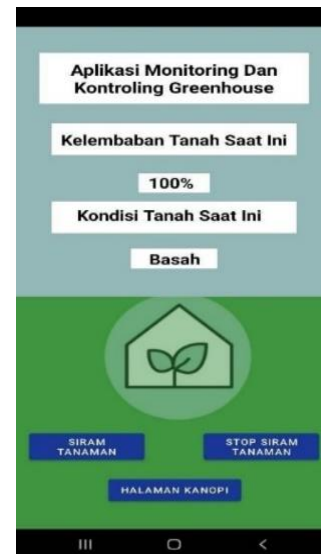 Aplikasi Monitoring Dan
Kontroling Greenhouse
Kelembaban Tanah Saat Ini
100%
Kondisi Tanah Saat Ini
Basah
SIRAM
TANAMAN
STOP SIRAM
TANAMAN
HALAMAN KANOPI